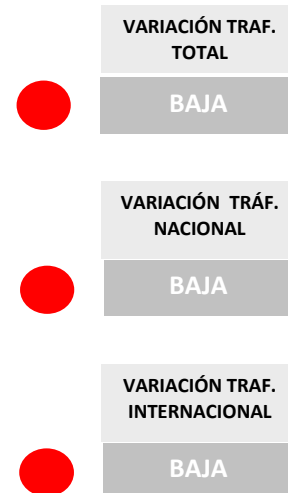 VARIACIÓN TRAF.
TOTAL
BAJA
VARIACIÓN TRÁF.
NACIONAL
BAJA
VARIACIÓN TRAF.
INTERNACIONAL
BAJA